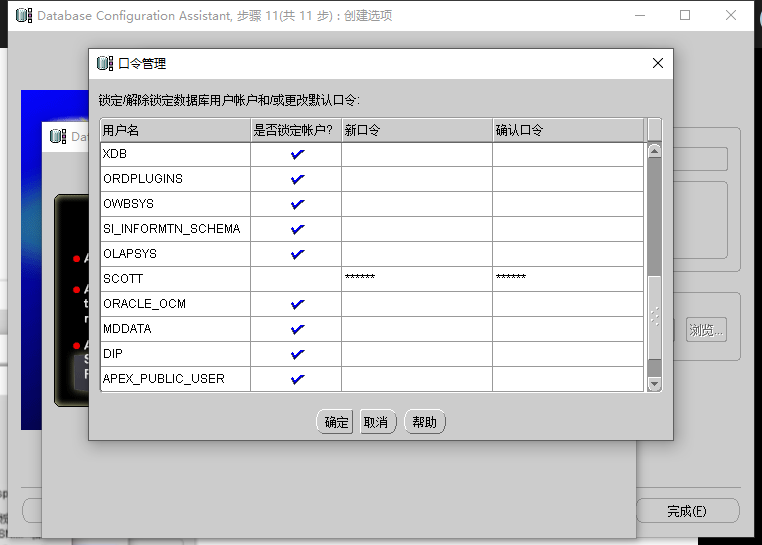 Database Configuration Assistant, 步骤 11(共 11 步) : 创建选项
口令管理
锁定/解除锁定数据库用户帐户和/或更改默认口令:
用户名 是否锁定帐户? 新口令 确认口令
XDB
ORDPLUGINS
OWBSYS
SI_INFORMTN_SCHEMA
OLAPSYS
SCOTT ****** ******
ORACLE_OCM
MDDATA
DIP
APEX_PUBLIC_USER
确定 取消 帮助
浏览...
完成(F)